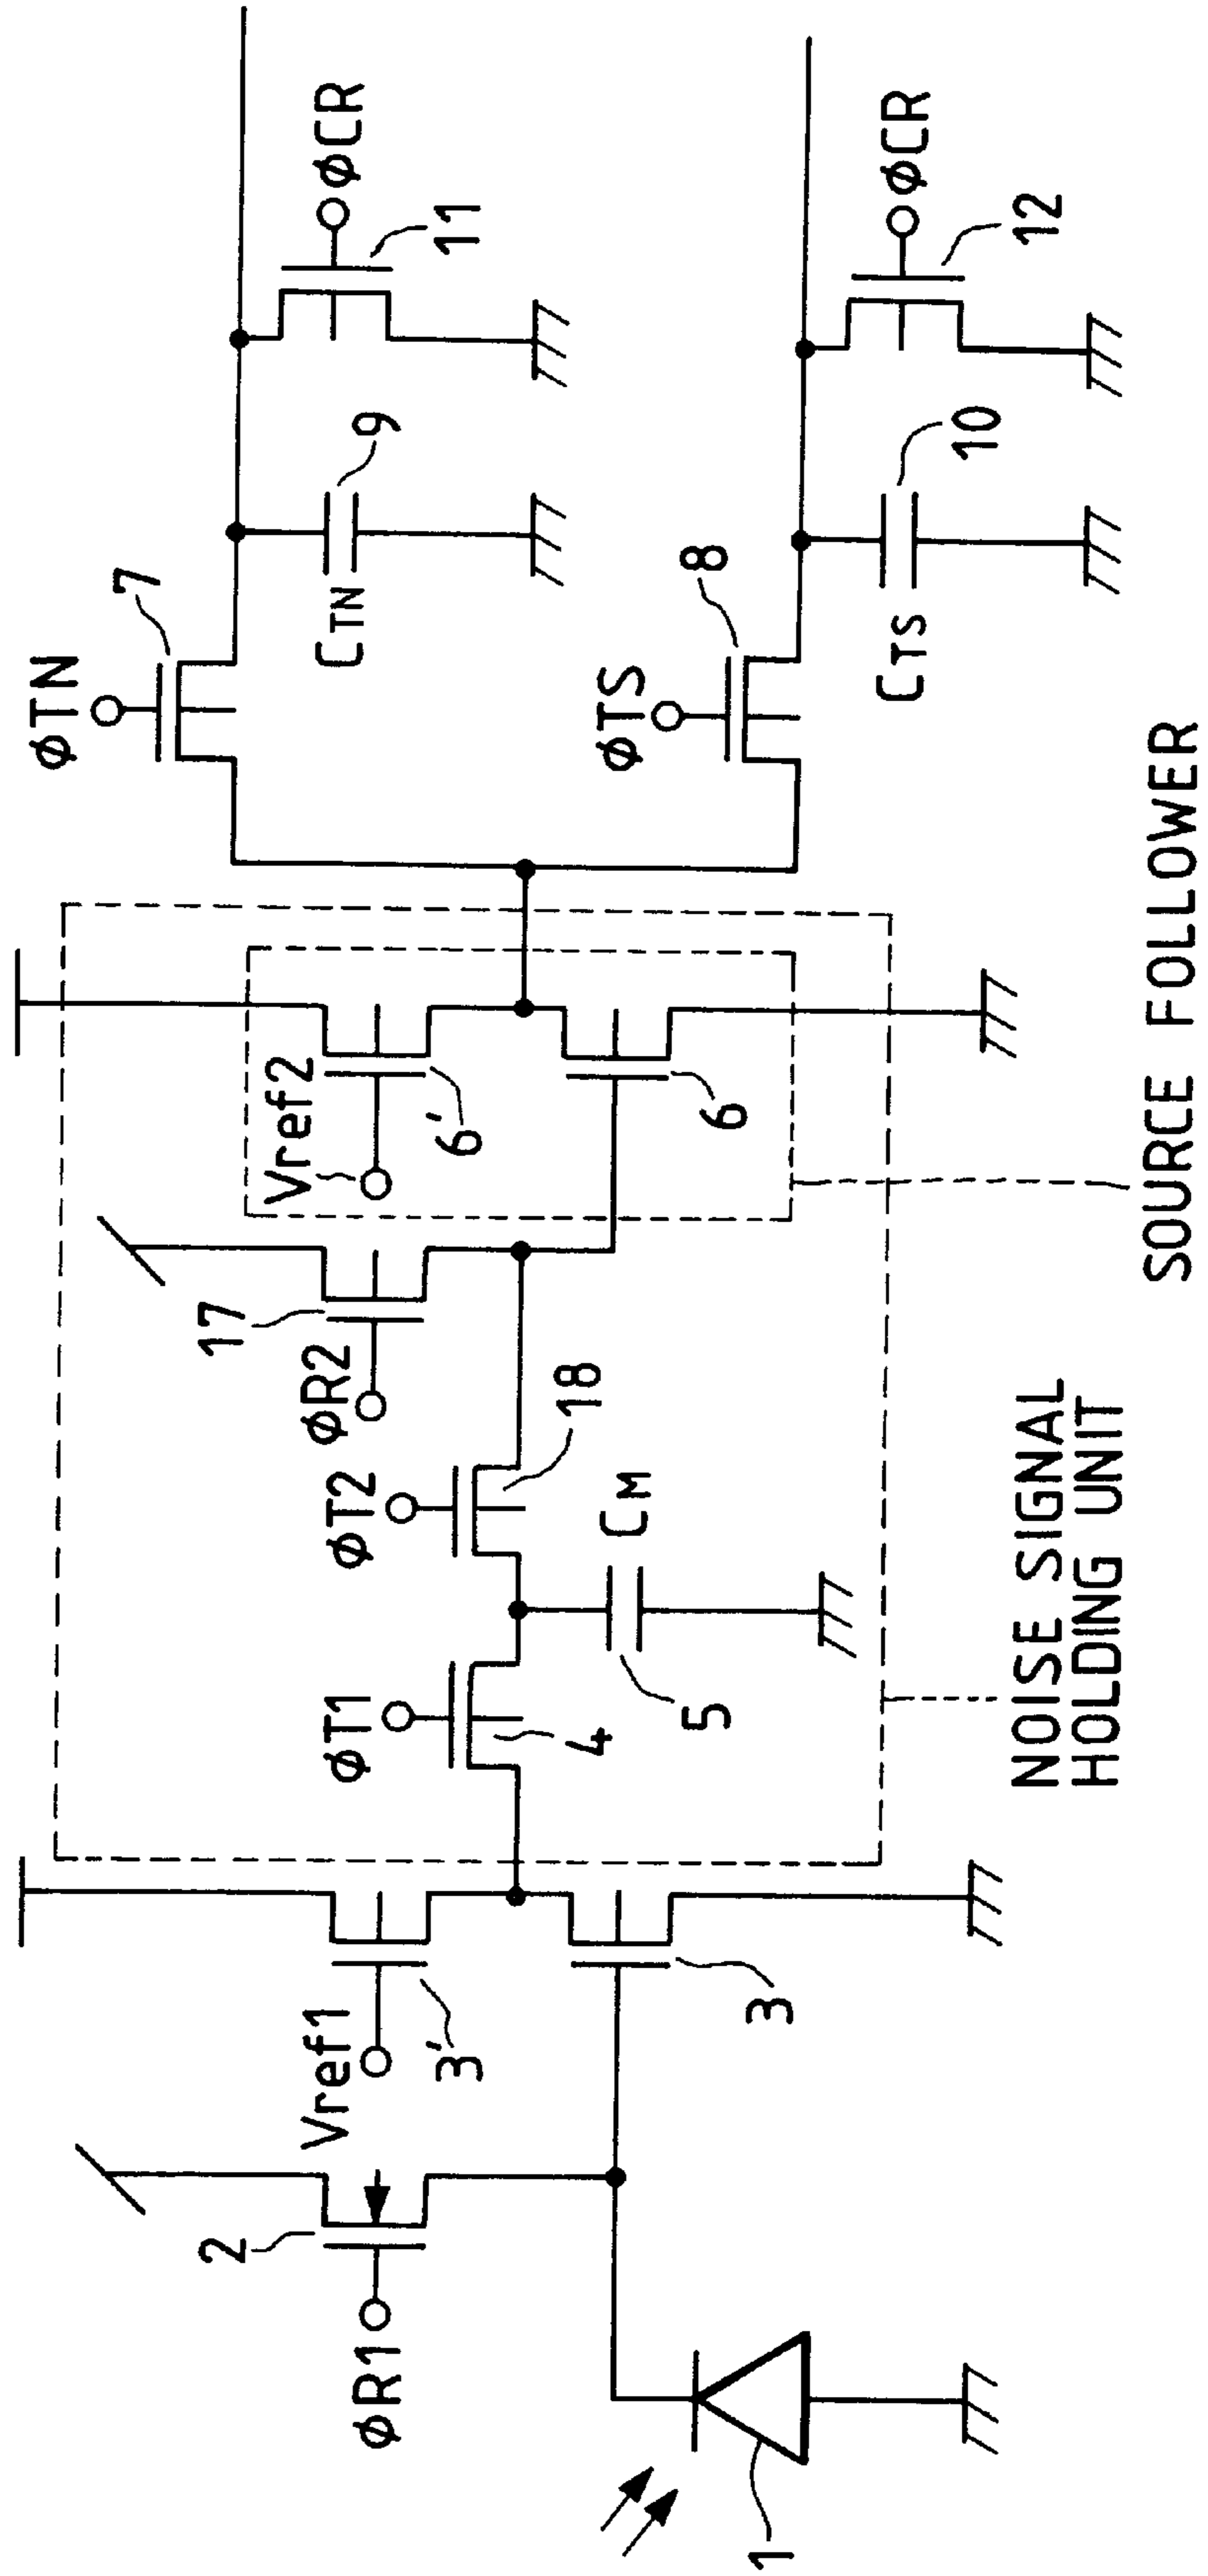 φR1
2
1
Vref1
3'
3
φT1
4
5
CM
φT2
18
φR2
17
Vref2
6'
6
NOISE SIGNAL
HOLDING UNIT
SOURCE FOLLOWER
φTN
7
CTN
9
φCR
11
φTS
8
CTS
10
φCR
12